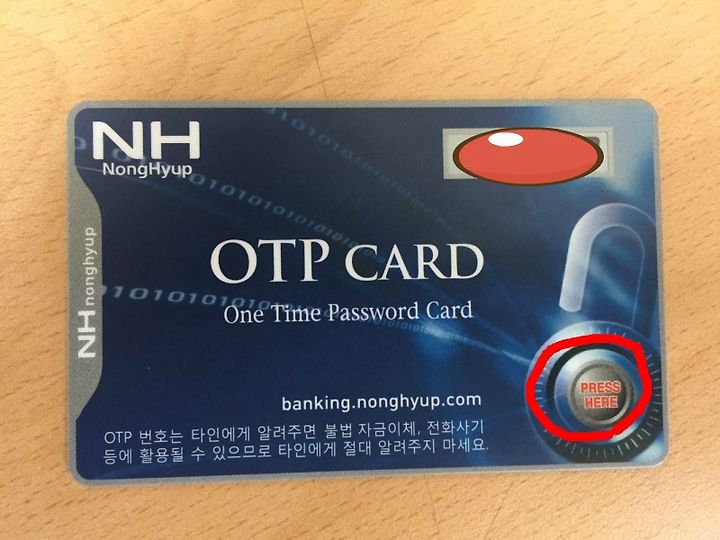 NH
NongHyup
NH nonghyup
OTP CARD
One Time Password Card
PRESS
HERE
banking.nonghyup.com
OTP 번호는 타인에게 알려주면 불법 자금이체, 전화사기
등에 활용될 수 있으므로 타인에게 절대 알려주지 마세요.